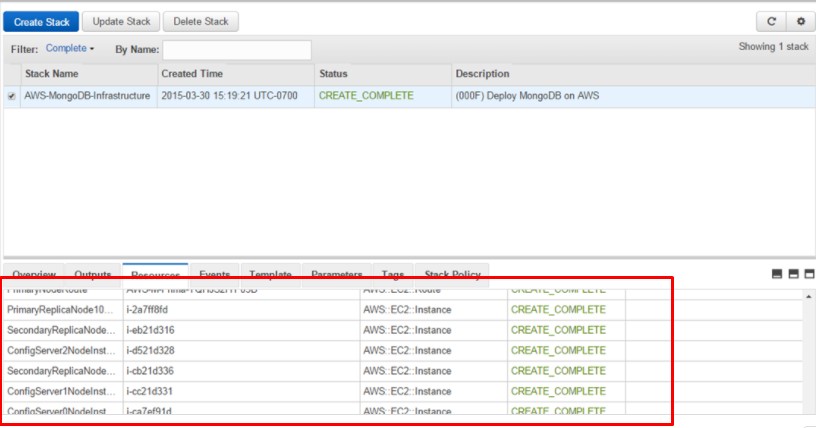 Create Stack Update Stack Delete Stack
Filter: Complete By Name: Showing 1 stack
Stack Name Created Time Status Description
AWS-MongoDB-Infrastructure 2015-03-30 15:19:21 UTC-0700 CREATE_COMPLETE (000F) Deploy MongoDB on AWS
Overview Outputs Resources Events Template Parameters Tags Stack Policy
PrimaryNodeRoute AWS::EC2::Route CREATE_COMPLETE
PrimaryReplicaNode10... i-2a7ff8fd AWS::EC2::Instance CREATE_COMPLETE
SecondaryReplicaNode... i-eb21d316 AWS::EC2::Instance CREATE_COMPLETE
ConfigServer2NodeInst... i-d521d328 AWS::EC2::Instance CREATE_COMPLETE
SecondaryReplicaNode... i-cb21d336 AWS::EC2::Instance CREATE_COMPLETE
ConfigServer1NodeInst... i-cc21d331 AWS::EC2::Instance CREATE_COMPLETE
ConfigServer0NodeInst... i-ca7ef91d AWS::EC2::Instance CREATE_COMPLETE